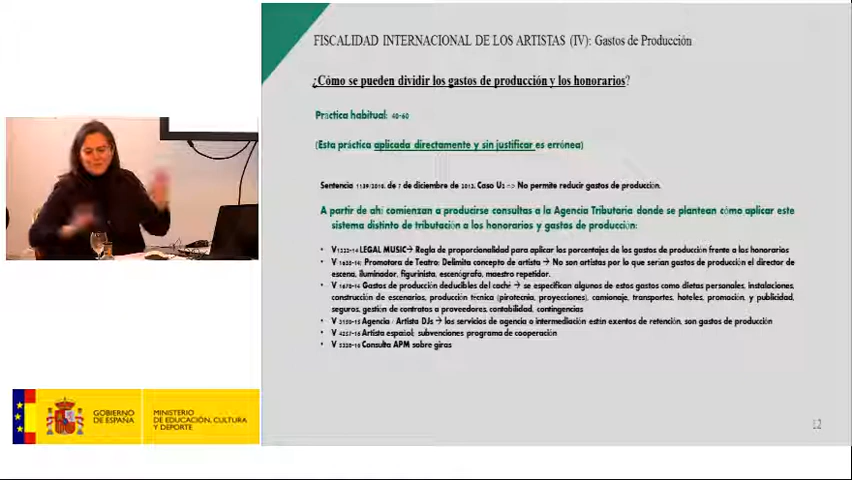 FISCALIDAD INTERNACIONAL DE LOS ARTISTAS (IV): Gastos de Producción
¿Cómo se pueden dividir los gastos de producción y los honorarios?
Práctica habitual: 40-60
(Esta práctica aplicada directamente y sin justificar es errónea)
Sentencia de 7 de diciembre de Caso U2 => No permite reducir gastos de producción.
A partir de ahí comienzan a producirse consultas a la Agencia Tributaria donde se plantean cómo aplicar este
sistema distinto de tributación a los honorarios y gastos de producción:
• LEGAL MUSIC→ Regla de proporcionalidad para aplicar los porcentajes de los gastos de producción frente a los honorarios
• Promotora de Teatro: Delimita concepto de artista → No son artistas por lo que serían gastos de producción el director de
escena, iluminador, figurinista, escenógrafo, maestro repetidor.
• V 1678-14 Gastos de producción deducibles del caché → se especifican algunos de estos gastos como dietas personales, instalaciones,
construcción de escenarios, producción técnica (pirotecnia, proyecciones), camionaje, transportes, hoteles, promoción, y publicidad,
seguros, gestión de contratos a proveedores, contabilidad, contingencias
• V 3150-15 Agencia / Artista DJs → los servicios de agencia o intermediación están exentos de retención, son gastos de producción
• V 4257-16 Artista español, subvenciones programa de cooperación
• Consulta APM sobre giras
GOBIERNO
DE ESPAÑA
MINISTERIO
DE EDUCACIÓN, CULTURA
Y DEPORTE
12